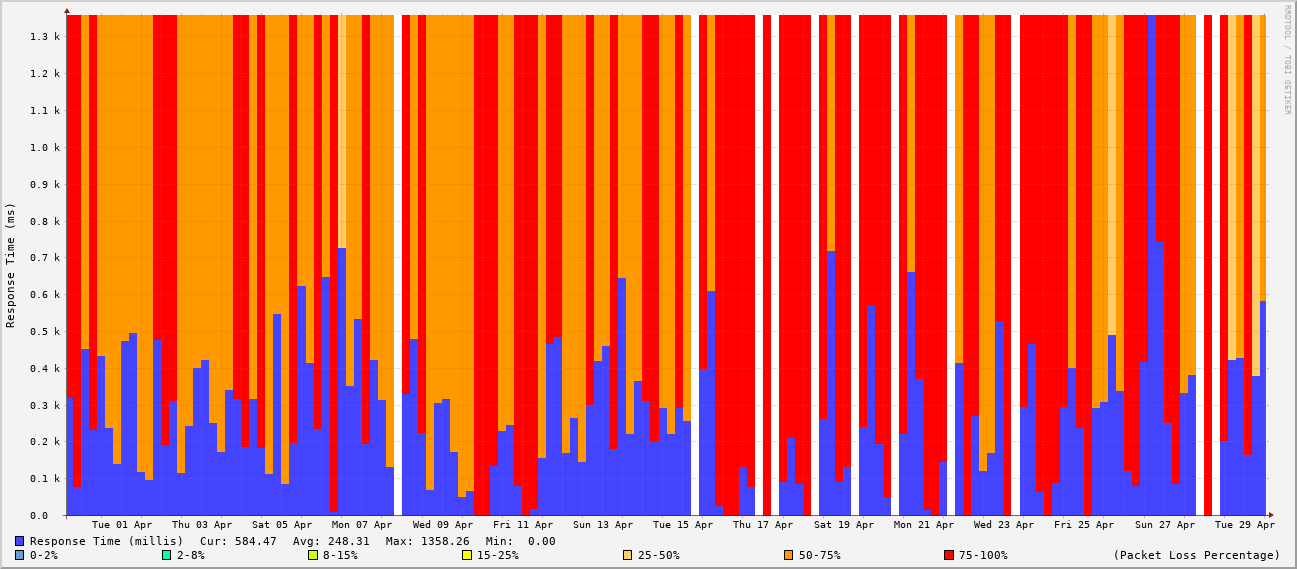 RRDTOOL / TOBI OETIKER
Response Time (ms)
1.3 k
1.2 k
1.1 k
1.0 k
0.9 k
0.8 k
0.7 k
0.6 k
0.5 k
0.4 k
0.3 k
0.2 k
0.1 k
0.0
Tue 01 Apr Thu 03 Apr Sat 05 Apr Mon 07 Apr Wed 09 Apr Fri 11 Apr Sun 13 Apr Tue 15 Apr Thu 17 Apr Sat 19 Apr Mon 21 Apr Wed 23 Apr Fri 25 Apr Sun 27 Apr Tue 29 Apr
Response Time (millis) Cur: 584.47 Avg: 248.31 Max: 1358.26 Min: 0.00
0-2% 2-8% 8-15% 15-25% 25-50% 50-75% 75-100% (Packet Loss Percentage)